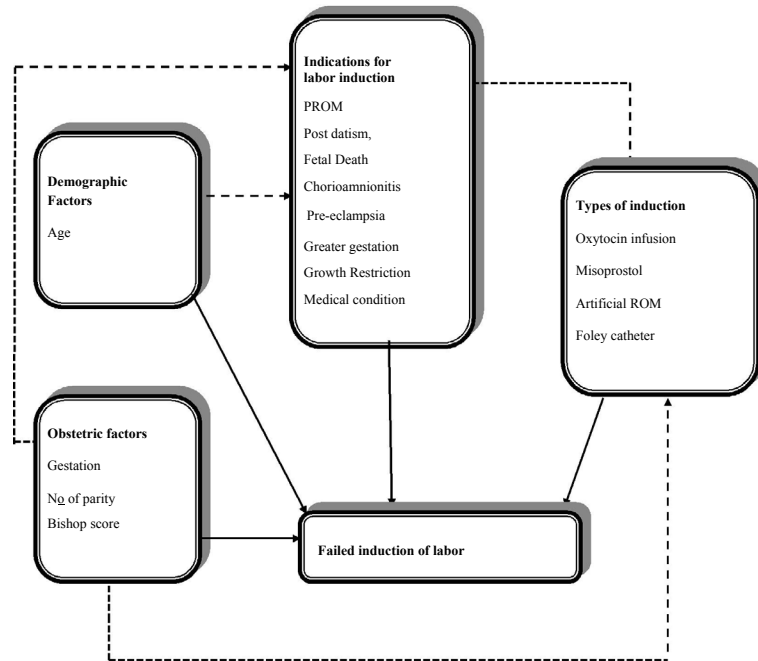 Indications for
labor induction
PROM
Post datism,
Fetal Death
Chorioamnionitis
Pre-eclampsia
Greater gestation
Growth Restriction
Medical condition
Demographic
Factors
Age
Types of induction
Oxytocin infusion
Misoprostol
Artificial ROM
Foley catheter
Obstetric factors
Gestation
No of parity
Bishop score
Failed induction of labor